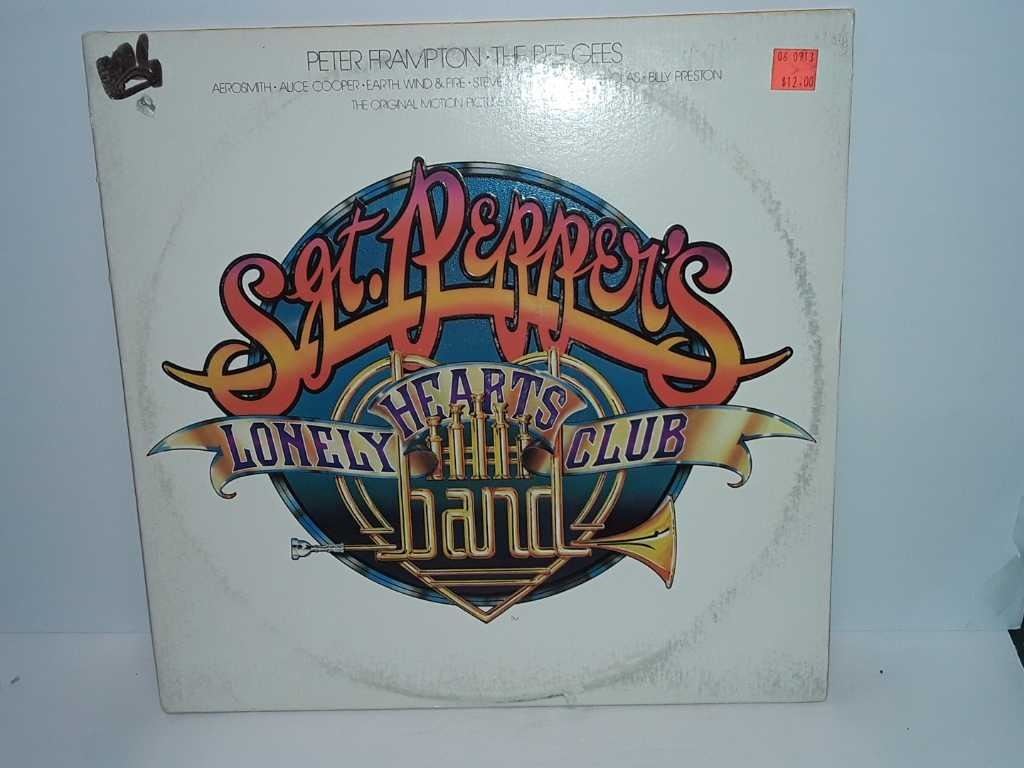 PETER FRAMPTON · THE BEE GEES
AEROSMITH · ALICE COOPER · EARTH, WIND & FIRE · STEVE · BILLY PRESTON
THE ORIGINAL MOTION PICTURE
06 0913
$12.00
Sgt. Pepper's
LONELY HEARTS CLUB
band
TM